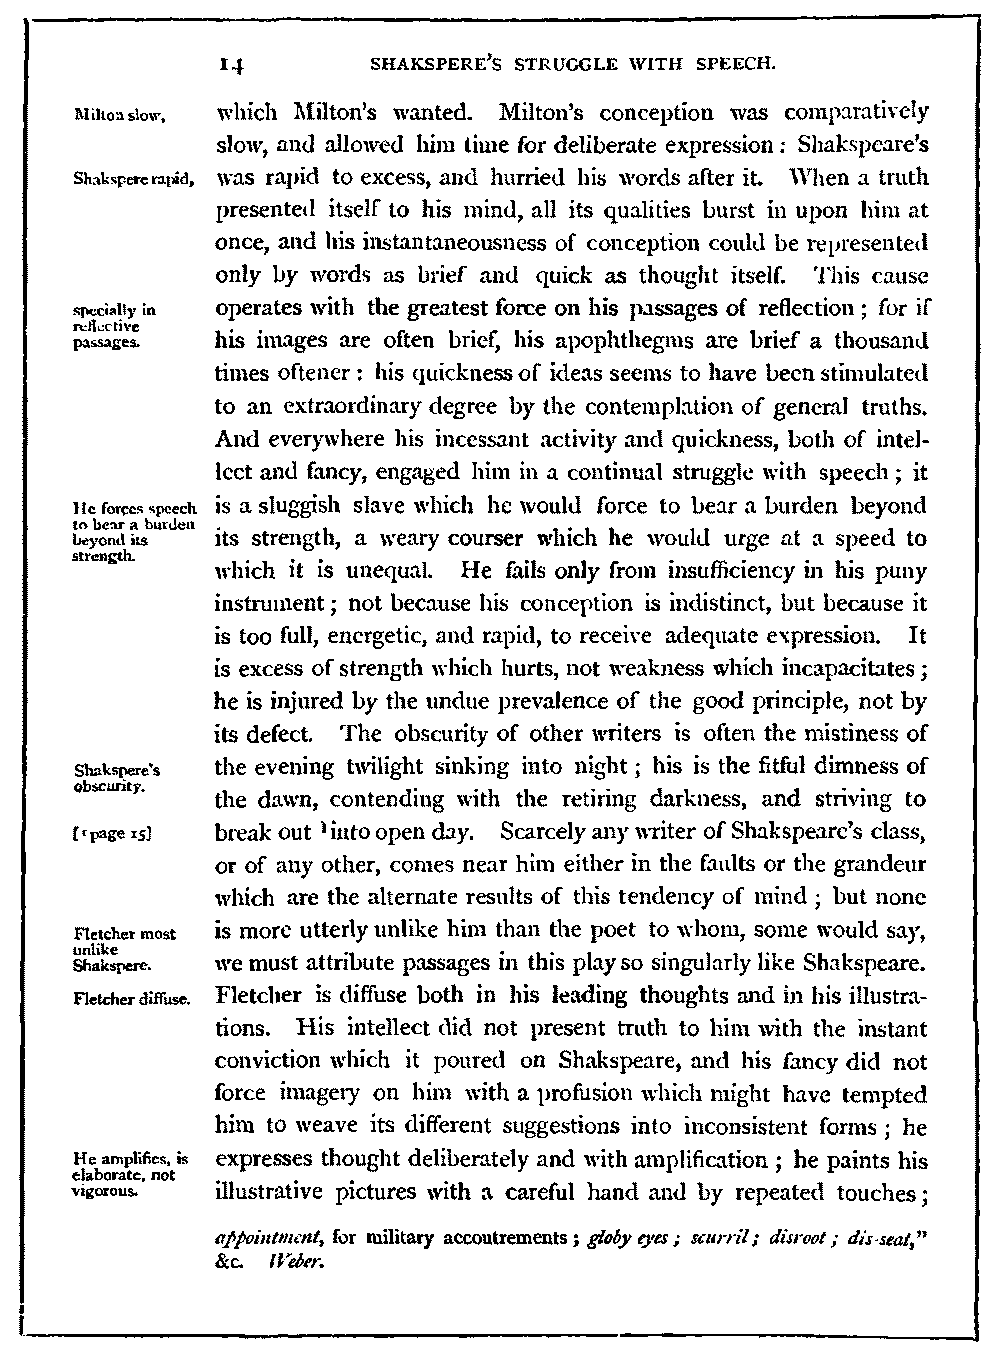 14 SHAKSPERE'S STRUGGLE WITH SPEECH.
Milton slow,
which Milton's wanted. Milton's conception was comparatively
slow, and allowed him time for deliberate expression: Shakspeare's
Shakspere rapid,
was rapid to excess, and hurried his words after it. When a truth
presented itself to his mind, all its qualities burst in upon him at
once, and his instantaneousness of conception could be represented
only by words as brief and quick as thought itself. This cause
specially in
reflective
passages.
operates with the greatest force on his passages of reflection; for if
his images are often brief, his apophthegms are brief a thousand
times oftener: his quickness of ideas seems to have been stimulated
to an extraordinary degree by the contemplation of general truths.
And everywhere his incessant activity and quickness, both of intel-
lect and fancy, engaged him in a continual struggle with speech; it
He forces speech
to bear a burden
beyond its
strength.
is a sluggish slave which he would force to bear a burden beyond
its strength, a weary courser which he would urge at a speed to
which it is unequal. He fails only from insufficiency in his puny
instrument; not because his conception is indistinct, but because it
is too full, energetic, and rapid, to receive adequate expression. It
is excess of strength which hurts, not weakness which incapacitates;
he is injured by the undue prevalence of the good principle, not by
its defect. The obscurity of other writers is often the mistiness of
Shakspere's
obscurity.
the evening twilight sinking into night; his is the fitful dimness of
the dawn, contending with the retiring darkness, and striving to
[1 page 15]
break out 1 into open day. Scarcely any writer of Shakspeare's class,
or of any other, comes near him either in the faults or the grandeur
which are the alternate results of this tendency of mind; but none
Fletcher most
unlike
Shakspere.
is more utterly unlike him than the poet to whom, some would say,
we must attribute passages in this play so singularly like Shakspeare.
Fletcher diffuse.
Fletcher is diffuse both in his leading thoughts and in his illustra-
tions. His intellect did not present truth to him with the instant
conviction which it poured on Shakspeare, and his fancy did not
force imagery on him with a profusion which might have tempted
him to weave its different suggestions into inconsistent forms; he
He amplifies, is
elaborate, not
vigorous.
expresses thought deliberately and with amplification; he paints his
illustrative pictures with a careful hand and by repeated touches;
appointment, for military accoutrements; globy eyes; scurril; disroot; dis-seat,"
&c. Weber.